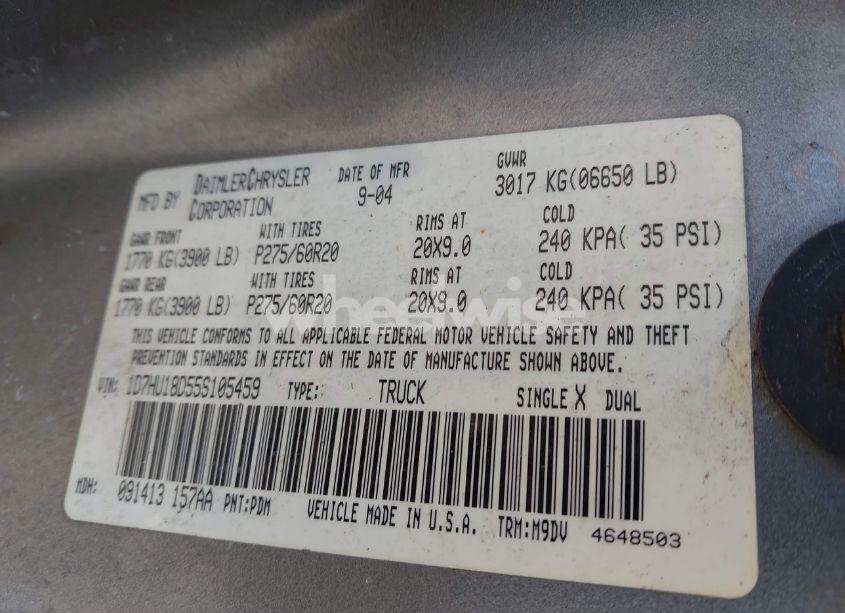 MFD BY DAIMLERCHRYSLER CORPORATION DATE OF MFR 9-04 GVWR 3017 KG(06650 LB)
GAWR FRONT WITH TIRES RIMS AT COLD
1770 KG(3900 LB) P275/60R20 20X9.0 240 KPA( 35 PSI)
GAWR REAR WITH TIRES RIMS AT COLD
1770 KG(3900 LB) P275/60R20 20X9.0 240 KPA( 35 PSI)
wheelwise
THIS VEHICLE CONFORMS TO ALL APPLICABLE FEDERAL MOTOR VEHICLE SAFETY AND THEFT
PREVENTION STANDARDS IN EFFECT ON THE DATE OF MANUFACTURE SHOWN ABOVE.
VIN: 1D7HU18D55S105459 TYPE: TRUCK SINGLE X DUAL
MDH: 091413 157AA PNT:PDM VEHICLE MADE IN U.S.A. TRM:M9DV 4648503